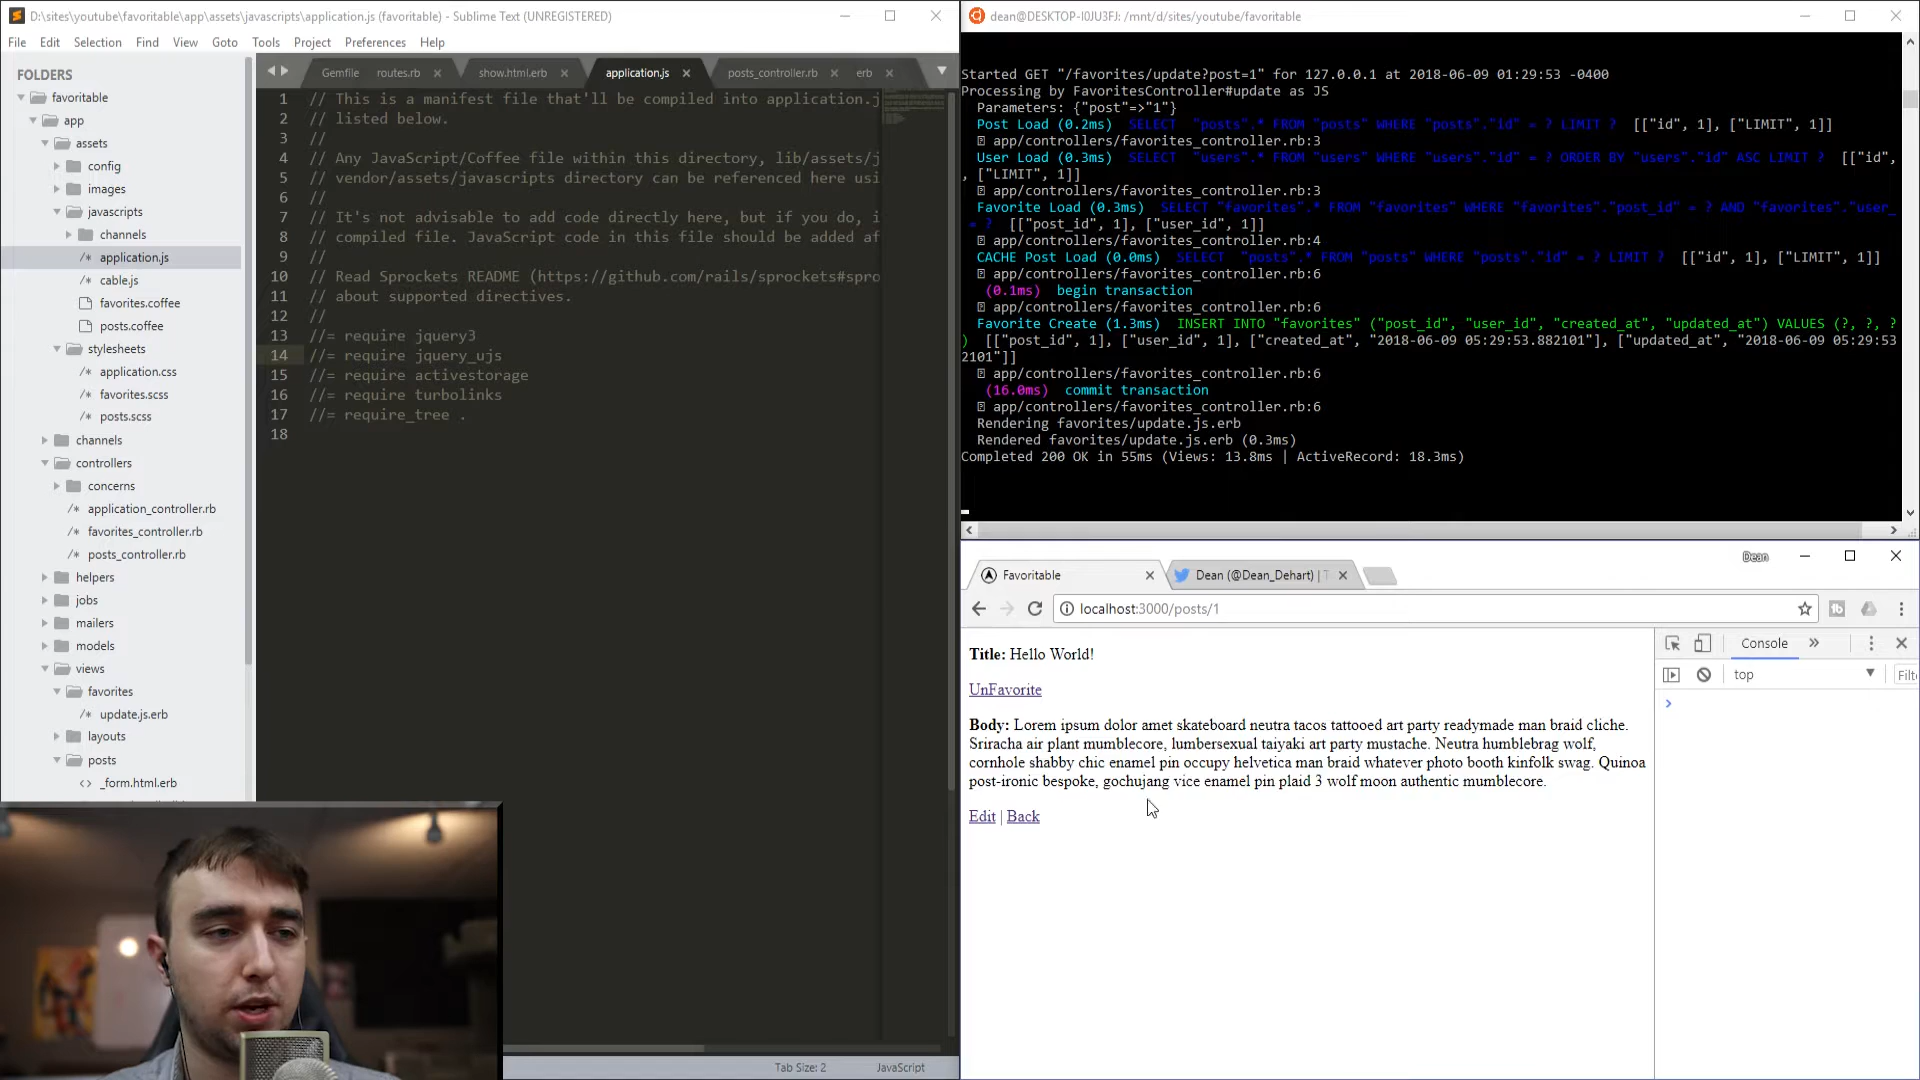 D:\sites\youtube\favoritable\app\assets\javascripts\application.js (favoritable) - Sublime Text (UNREGISTERED)
File Edit Selection Find View Goto Tools Project Preferences Help
FOLDERS
favoritable
app
assets
config
images
javascripts
channels
/* application.js
/* cable.js
favorites.coffee
posts.coffee
stylesheets
/* application.css
/* favorites.scss
/* posts.scss
channels
controllers
concerns
/* application_controller.rb
/* favorites_controller.rb
/* posts_controller.rb
helpers
jobs
mailers
models
views
favorites
/* update.js.erb
layouts
posts
<> _form.html.erb
Gemfile routes.rb show.html.erb application.js posts_controller.rb erb
1 // This is a manifest file that'll be compiled into application.j
2 // listed below.
3 //
4 // Any JavaScript/Coffee file within this directory, lib/assets/j
5 // vendor/assets/javascripts directory can be referenced here usi
6 //
7 // It's not advisable to add code directly here, but if you do, i
8 // compiled file. JavaScript code in this file should be added af
9 //
10 // Read Sprockets README (https://github.com/rails/sprockets#spro
11 // about supported directives.
12 //
13 //= require jquery3
14 //= require jquery_ujs
15 //= require activestorage
16 //= require turbolinks
17 //= require_tree .
18
Tab Size: 2 JavaScript
dean@DESKTOP-I0JU3FJ: /mnt/d/sites/youtube/favoritable
Started GET "/favorites/update?post=1" for 127.0.0.1 at 2018-06-09 01:29:53 -0400
Processing by FavoritesController#update as JS
Parameters: {"post"=>"1"}
Post Load (0.2ms) SELECT "posts".* FROM "posts" WHERE "posts"."id" = ? LIMIT ? [["id", 1], ["LIMIT", 1]]
app/controllers/favorites_controller.rb:3
User Load (0.3ms) SELECT "users".* FROM "users" WHERE "users"."id" = ? ORDER BY "users"."id" ASC LIMIT ? [["id",
, ["LIMIT", 1]]
app/controllers/favorites_controller.rb:3
Favorite Load (0.3ms) SELECT "favorites".* FROM "favorites" WHERE "favorites"."post_id" = ? AND "favorites"."user_
= ? [["post_id", 1], ["user_id", 1]]
app/controllers/favorites_controller.rb:4
CACHE Post Load (0.0ms) SELECT "posts".* FROM "posts" WHERE "posts"."id" = ? LIMIT ? [["id", 1], ["LIMIT", 1]]
app/controllers/favorites_controller.rb:6
(0.1ms) begin transaction
app/controllers/favorites_controller.rb:6
Favorite Create (1.3ms) INSERT INTO "favorites" ("post_id", "user_id", "created_at", "updated_at") VALUES (?, ?, ?
) [["post_id", 1], ["user_id", 1], ["created_at", "2018-06-09 05:29:53.882101"], ["updated_at", "2018-06-09 05:29:53
2101"]]
app/controllers/favorites_controller.rb:6
(16.0ms) commit transaction
app/controllers/favorites_controller.rb:6
Rendering favorites/update.js.erb
Rendered favorites/update.js.erb (0.3ms)
Completed 200 OK in 55ms (Views: 13.8ms | ActiveRecord: 18.3ms)
Dean
Favoritable Dean (@Dean_Dehart) | T
localhost:3000/posts/1
Title: Hello World!
UnFavorite
Body: Lorem ipsum dolor amet skateboard neutra tacos tattooed art party readymade man braid cliche.
Sriracha air plant mumblecore, lumbersexual taiyaki art party mustache. Neutra humblebrag wolf,
cornhole shabby chic enamel pin occupy helvetica man braid whatever photo booth kinfolk swag. Quinoa
post-ironic bespoke, gochujang vice enamel pin plaid 3 wolf moon authentic mumblecore.
Edit | Back
Console
top Filt